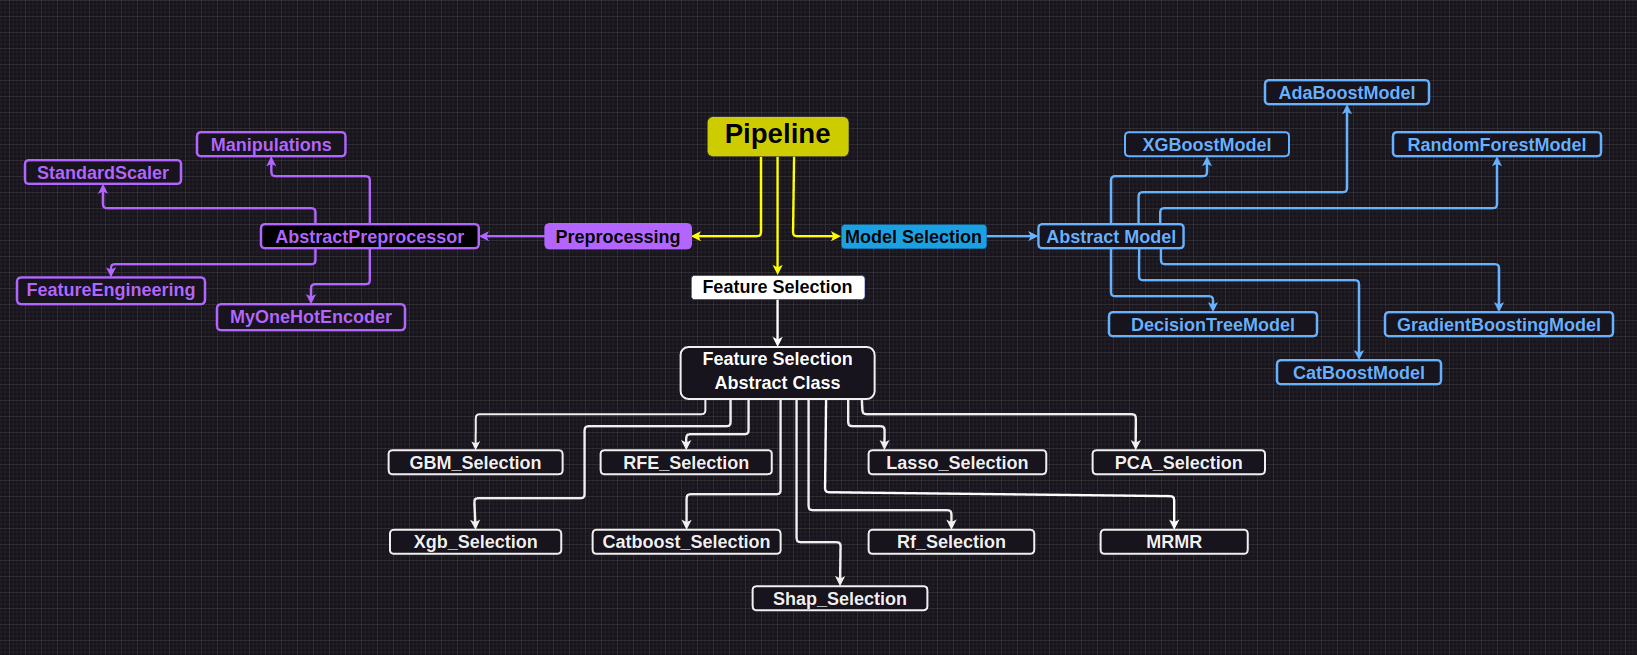 AdaBoostModel
Pipeline
Manipulations
XGBoostModel
RandomForestModel
StandardScaler
AbstractPreprocessor
Preprocessing
Model Selection
Abstract Model
FeatureEngineering
Feature Selection
MyOneHotEncoder
DecisionTreeModel
GradientBoostingModel
Feature Selection
Abstract Class
CatBoostModel
GBM_Selection
RFE_Selection
Lasso_Selection
PCA_Selection
Xgb_Selection
Catboost_Selection
Rf_Selection
MRMR
Shap_Selection